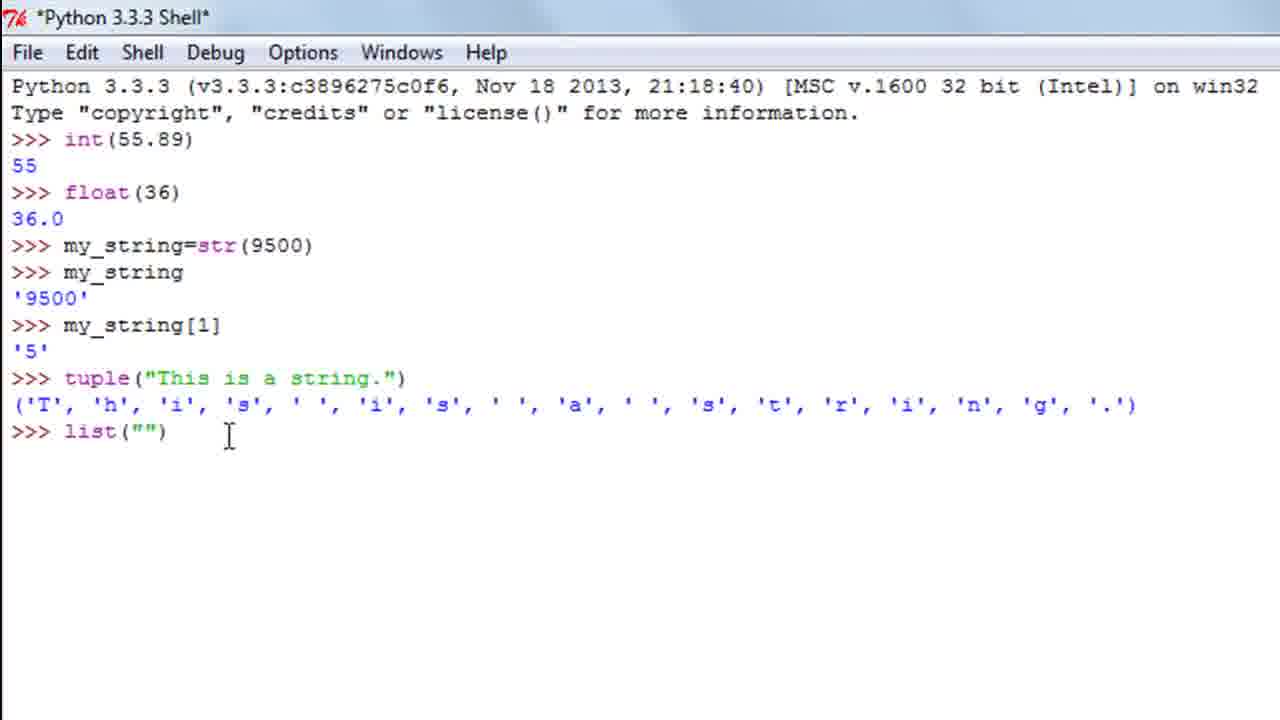 *Python 3.3.3 Shell*
File Edit Shell Debug Options Windows Help
Python 3.3.3 (v3.3.3:c3896275c0f6, Nov 18 2013, 21:18:40) [MSC v.1600 32 bit (Intel)] on win32
Type "copyright", "credits" or "license()" for more information.
>>> int(55.89)
55
>>> float(36)
36.0
>>> my_string=str(9500)
>>> my_string
'9500'
>>> my_string[1]
'5'
>>> tuple("This is a string.")
('T', 'h', 'i', 's', ' ', 'i', 's', ' ', 'a', ' ', 's', 't', 'r', 'i', 'n', 'g', '.')
>>> list("")